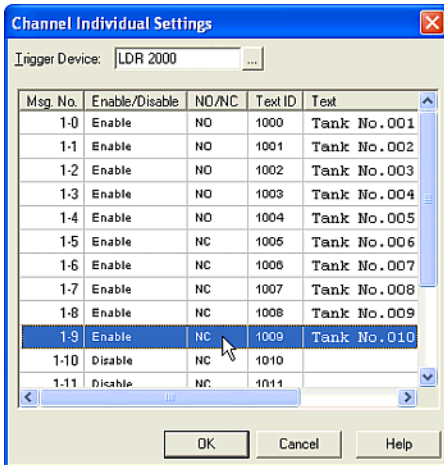 Channel Individual Settings
Trigger Device: LDR 2000 ...
Msg. No. Enable/Disable NO/NC Text ID Text
1-0 Enable NO 1000 Tank No.001
1-1 Enable NO 1001 Tank No.002
1-2 Enable NO 1002 Tank No.003
1-3 Enable NO 1003 Tank No.004
1-4 Enable NO 1004 Tank No.005
1-5 Enable NC 1005 Tank No.006
1-6 Enable NC 1006 Tank No.007
1-7 Enable NC 1007 Tank No.008
1-8 Enable NC 1008 Tank No.009
1-9 Enable NC 1009 Tank No.010
1-10 Disable NC 1010
1-11 Disable NC 1011
OK Cancel Help